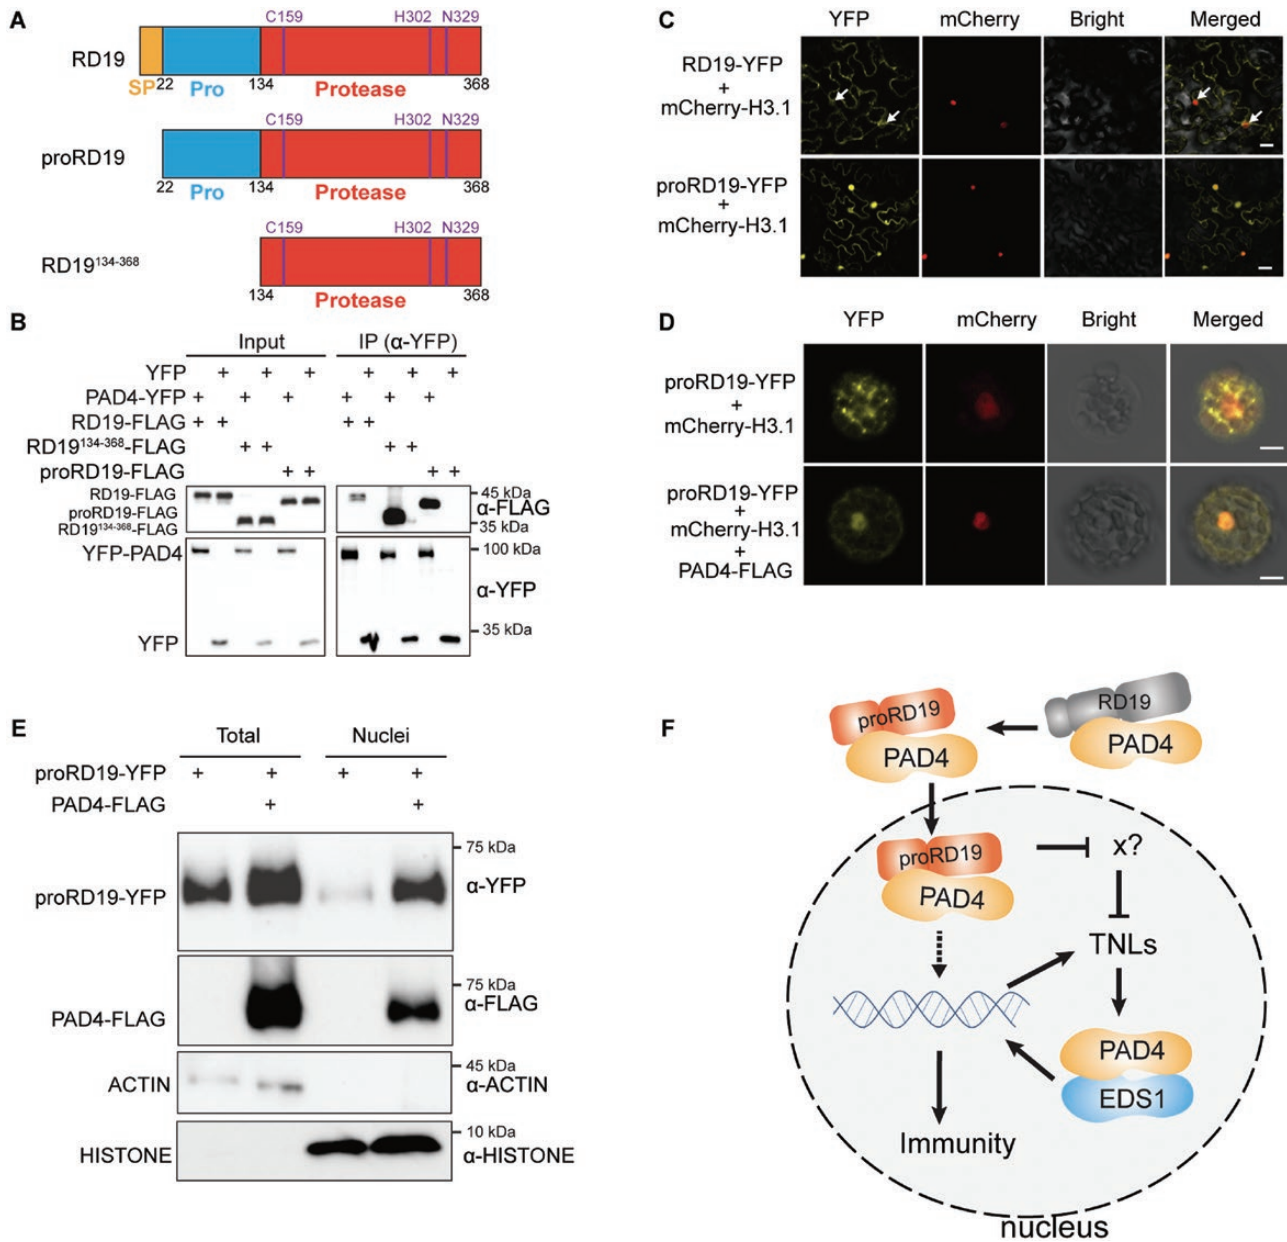 A
RD19
C159 H302 N329
SP 22 Pro 134 Protease 368
proRD19
C159 H302 N329
22 Pro 134 Protease 368
RD19¹³⁴⁻³⁶⁸
C159 H302 N329
134 Protease 368
B
Input IP (α-YFP)
YFP + + + + + +
PAD4-YFP + + + + + +
RD19-FLAG + + + +
RD19¹³⁴⁻³⁶⁸-FLAG + + + +
proRD19-FLAG + + + +
RD19-FLAG
proRD19-FLAG
RD19¹³⁴⁻³⁶⁸-FLAG
45 kDa
α-FLAG
35 kDa
YFP-PAD4
100 kDa
α-YFP
YFP
35 kDa
C
YFP mCherry Bright Merged
RD19-YFP
+
mCherry-H3.1
proRD19-YFP
+
mCherry-H3.1
D
YFP mCherry Bright Merged
proRD19-YFP
+
mCherry-H3.1
proRD19-YFP
+
mCherry-H3.1
+
PAD4-FLAG
E
Total Nuclei
proRD19-YFP + + + +
PAD4-FLAG + +
75 kDa
proRD19-YFP α-YFP
75 kDa
PAD4-FLAG α-FLAG
45 kDa
ACTIN α-ACTIN
10 kDa
HISTONE α-HISTONE
F
proRD19
PAD4
RD19
PAD4
proRD19
PAD4
x?
TNLs
PAD4
EDS1
Immunity
nucleus